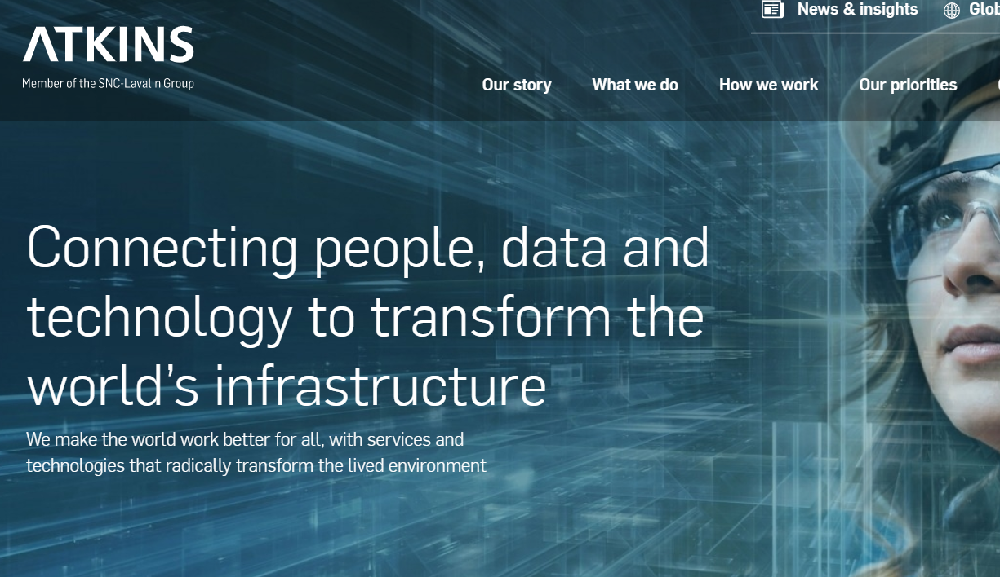 News & insights
Glob
ATKINS
Member of the SNC-Lavalin Group
Our story
What we do
How we work
Our priorities
Connecting people, data and
technology to transform the
world’s infrastructure
We make the world work better for all, with services and
technologies that radically transform the lived environment